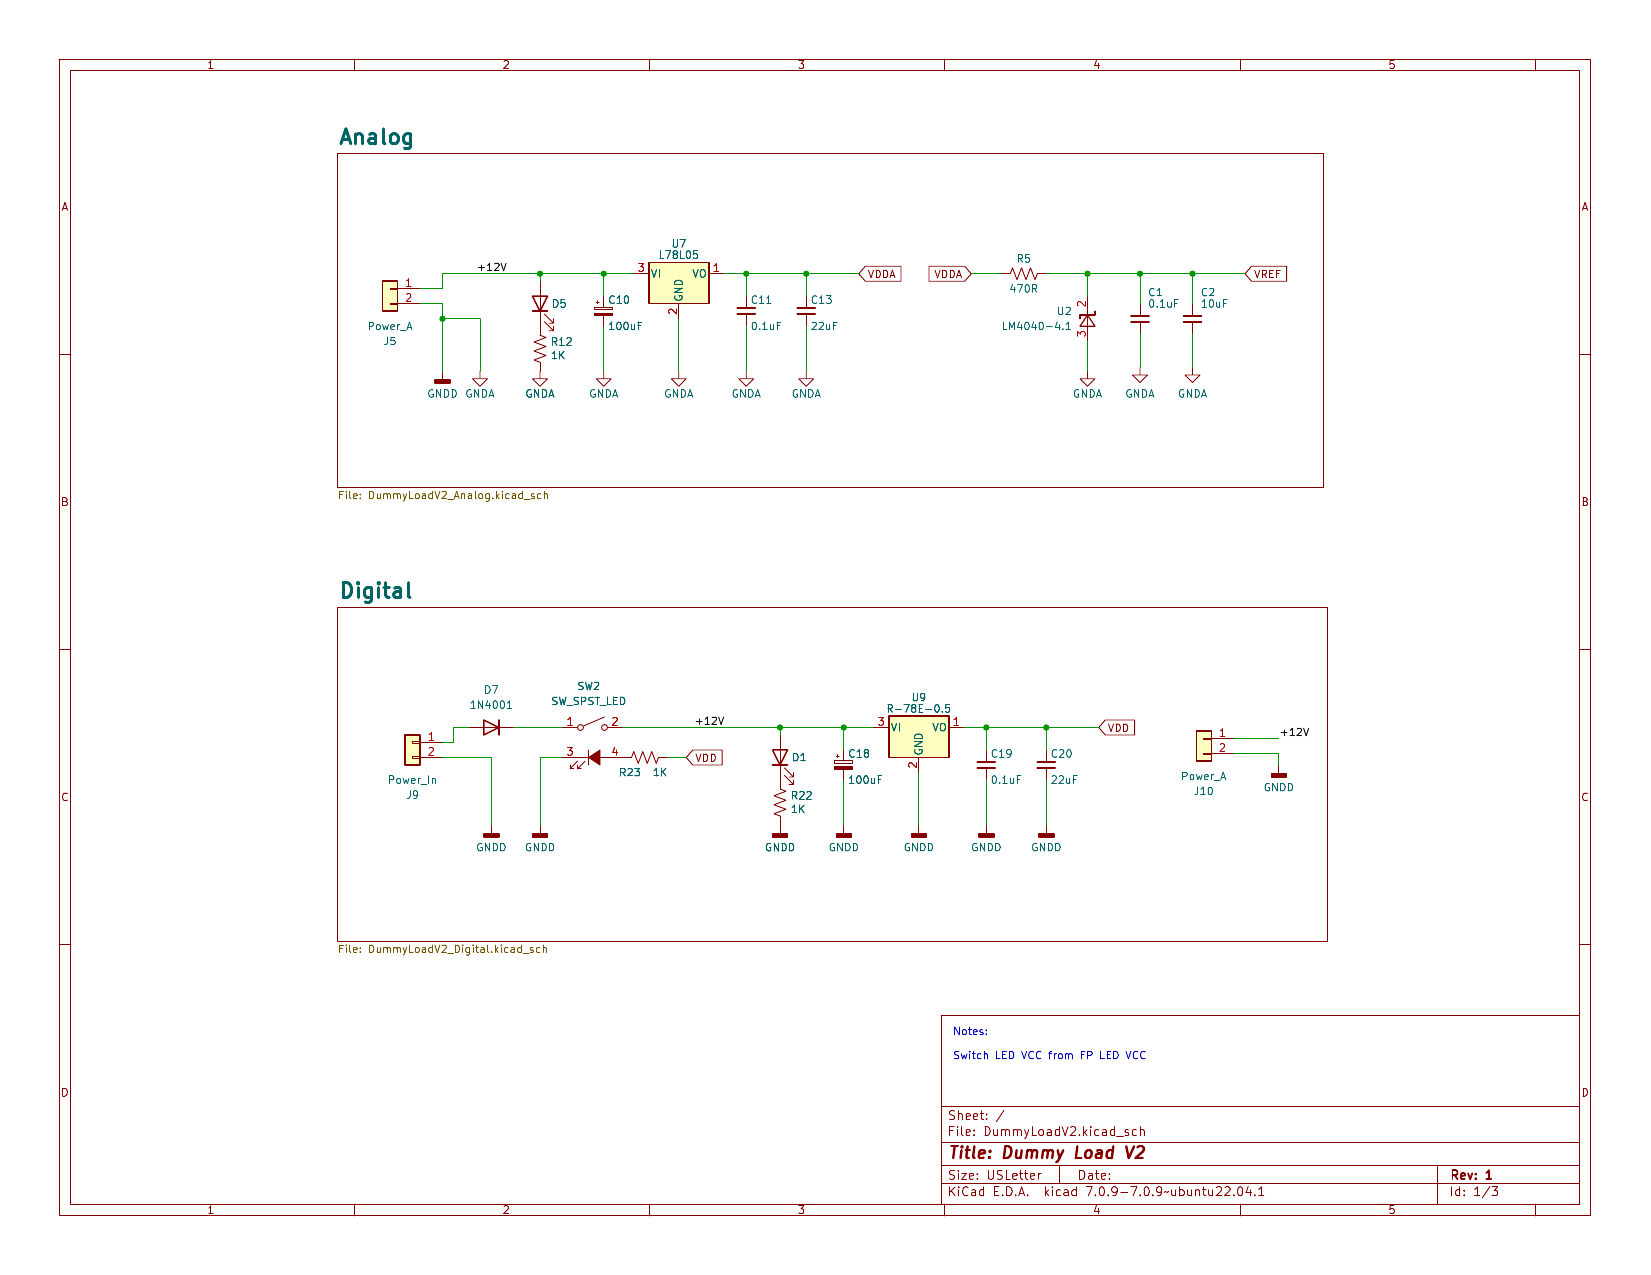 1 2 3 4 5
A A
B B
C C
D D
Analog
+12V
1
2
Power_A
J5
GNDD
GNDA
D5
R12
1K
GNDA
C10
100uF
GNDA
U7
L78L05
3 VI VO 1
GND
2
GNDA
C11
0.1uF
GNDA
C13
22uF
GNDA
VDDA
VDDA
R5
470R
U2
LM4040-4.1
2
3
GNDA
C1
0.1uF
GNDA
C2
10uF
GNDA
VREF
File: DummyLoadV2_Analog.kicad_sch
Digital
D7
1N4001
SW2
SW_SPST_LED
1 2
3 4
1
2
Power_In
J9
GNDD
GNDD
R23 1K
VDD
+12V
D1
R22
1K
GNDD
C18
100uF
GNDD
U9
R-78E-0.5
3 VI VO 1
GND
2
GNDD
C19
0.1uF
GNDD
C20
22uF
GNDD
VDD
1
2
Power_A
J10
+12V
GNDD
File: DummyLoadV2_Digital.kicad_sch
Notes:
Switch LED VCC from FP LED VCC
Sheet: /
File: DummyLoadV2.kicad_sch
Title: Dummy Load V2
Size: USLetter Date: Rev: 1
KiCad E.D.A. kicad 7.0.9-7.0.9~ubuntu22.04.1 Id: 1/3
1 2 3 4 5